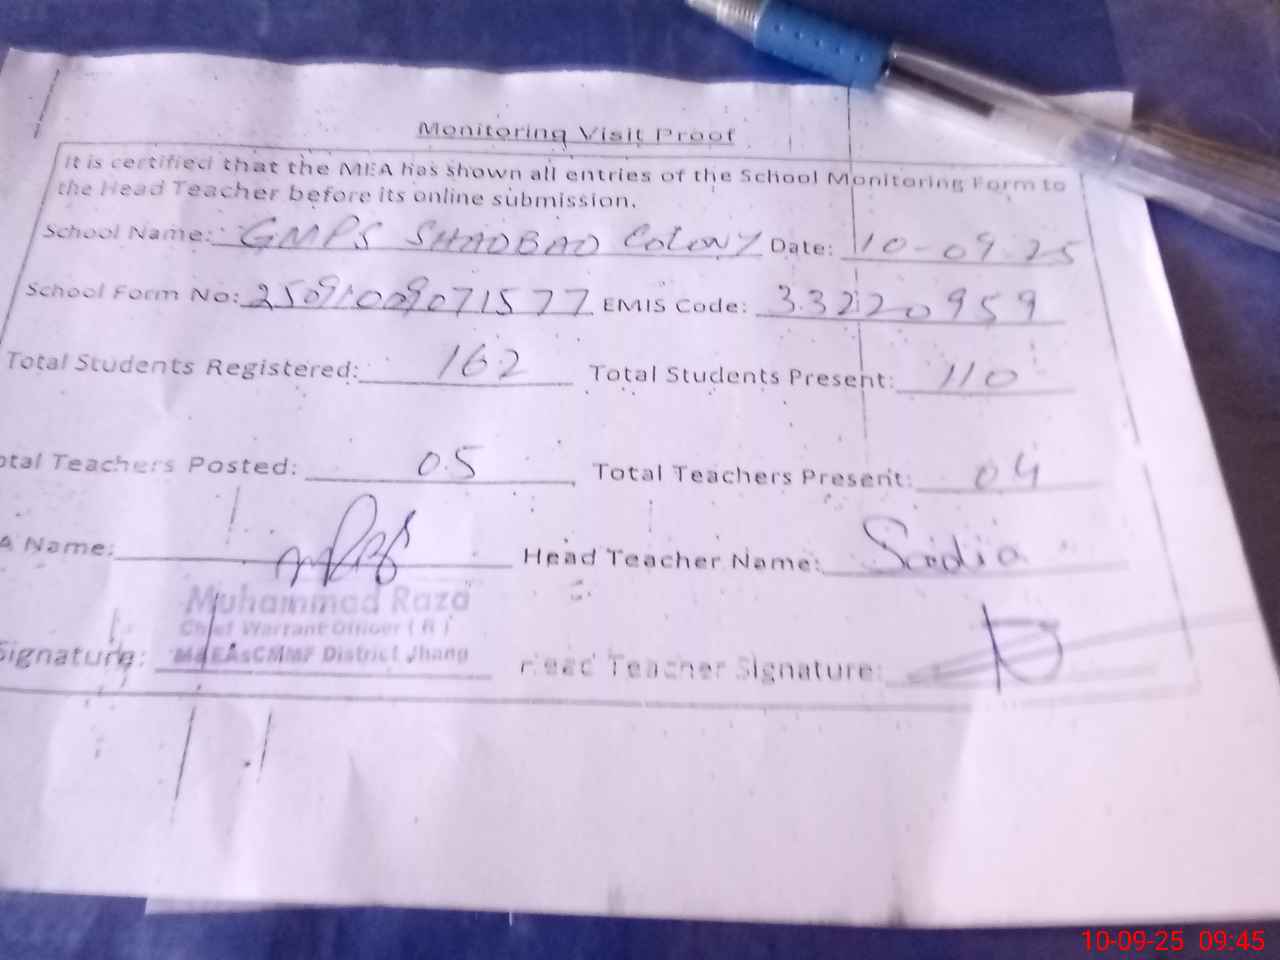 Monitoring Visit Proof
It is certified that the MEA has shown all entries of the School Monitoring Form to
the Head Teacher before its online submission.
School Name: GMPS SHADBAD COLONY Date: 10-09-25
School Form No: 25091009071577 EMIS Code: 33220959
Total Students Registered: 162 Total Students Present: 110
otal Teachers Posted: 05 Total Teachers Present: 04
A Name: Head Teacher Name: Sadia
Muhammad Raza
Chief Warrant Officer ( R )
MEAsCMMF District Jhang
Signature: Head Teacher Signature:
10-09-25 09:45